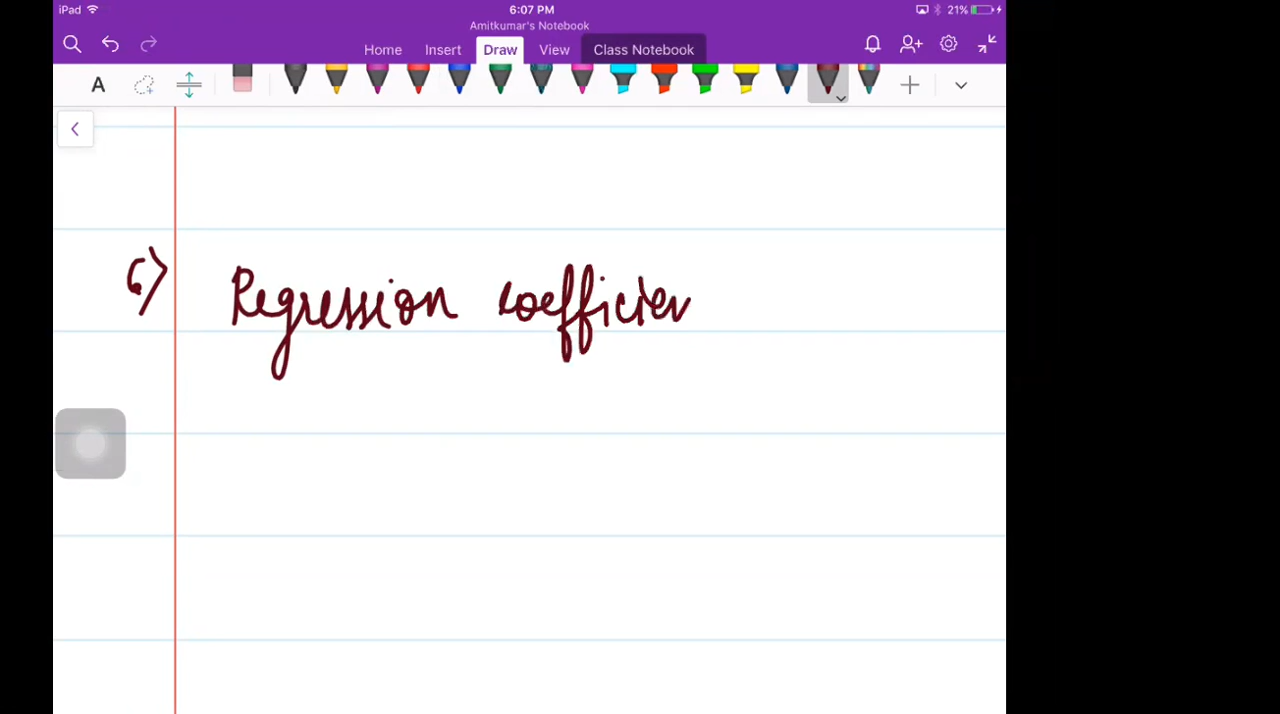 iPad 6:07 PM 21%
Amitkumar's Notebook
Home Insert Draw View Class Notebook
A
6) Regression coefficien